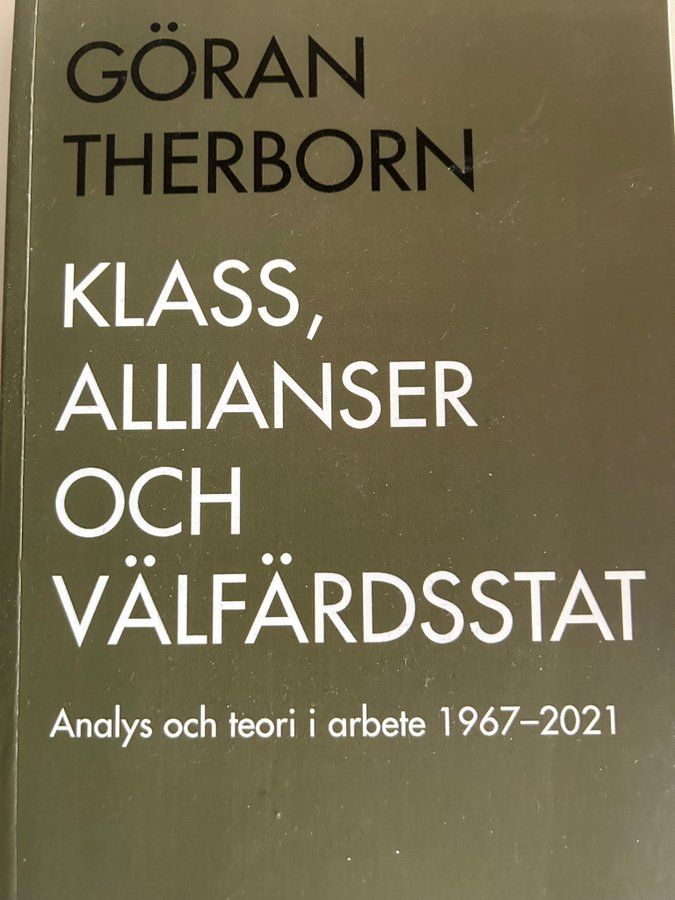 GÖRAN
THERBORN
KLASS,
ALLIANSER
OCH
VÄLFÄRDSSTAT
Analys och teori i arbete 1967–2021